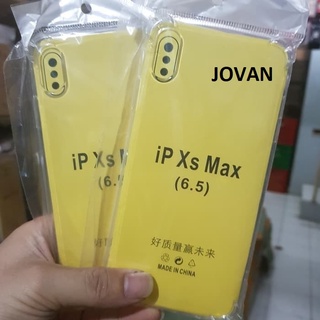 JOVAN
iP Xs
(6.5
iP Xs Max
(6.5)
好质量赢未来
MADE IN CHINA